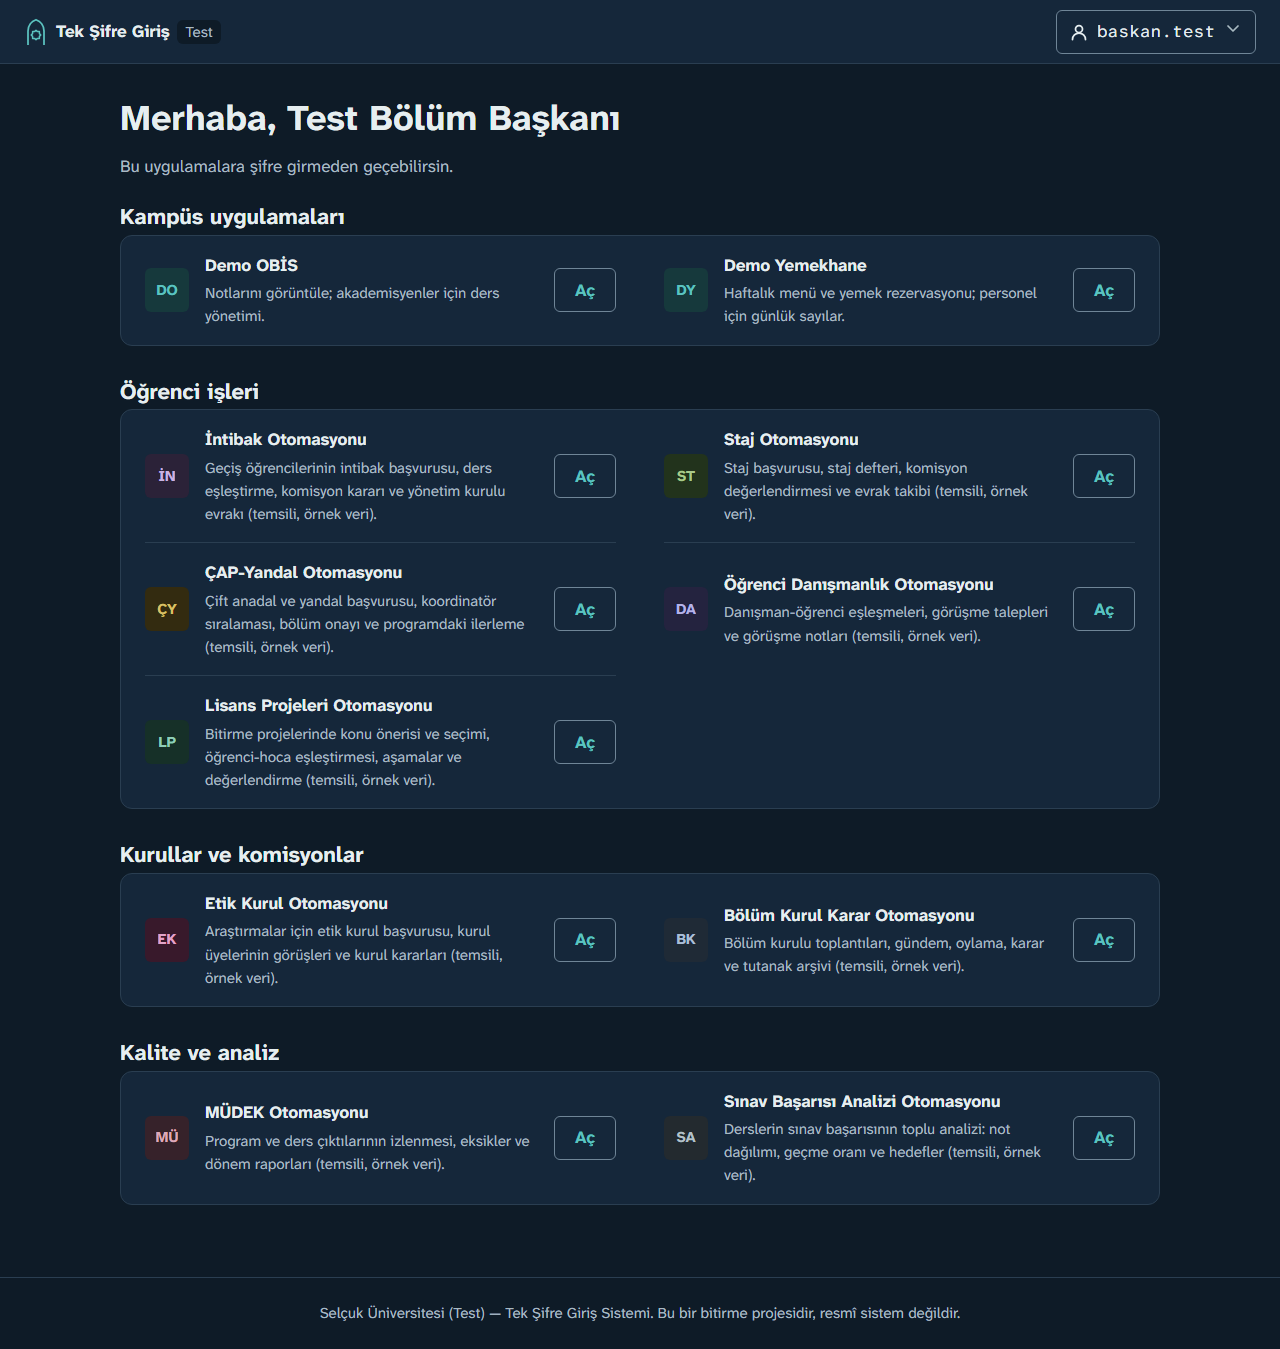 Tek Şifre Giriş Test
baskan.test
Merhaba, Test Bölüm Başkanı
Bu uygulamalara şifre girmeden geçebilirsin.
Kampüs uygulamaları
DO
Demo OBİS
Notlarını görüntüle; akademisyenler için ders
yönetimi.
Aç
DY
Demo Yemekhane
Haftalık menü ve yemek rezervasyonu; personel
için günlük sayılar.
Aç
Öğrenci işleri
İN
İntibak Otomasyonu
Geçiş öğrencilerinin intibak başvurusu, ders
eşleştirme, komisyon kararı ve yönetim kurulu
evrakı (temsili, örnek veri).
Aç
ST
Staj Otomasyonu
Staj başvurusu, staj defteri, komisyon
değerlendirmesi ve evrak takibi (temsili, örnek
veri).
Aç
ÇY
ÇAP-Yandal Otomasyonu
Çift anadal ve yandal başvurusu, koordinatör
sıralaması, bölüm onayı ve programdaki ilerleme
(temsili, örnek veri).
Aç
DA
Öğrenci Danışmanlık Otomasyonu
Danışman-öğrenci eşleşmeleri, görüşme talepleri
ve görüşme notları (temsili, örnek veri).
Aç
LP
Lisans Projeleri Otomasyonu
Bitirme projelerinde konu önerisi ve seçimi,
öğrenci-hoca eşleştirmesi, aşamalar ve
değerlendirme (temsili, örnek veri).
Aç
Kurullar ve komisyonlar
EK
Etik Kurul Otomasyonu
Araştırmalar için etik kurul başvurusu, kurul
üyelerinin görüşleri ve kurul kararları (temsili,
örnek veri).
Aç
BK
Bölüm Kurul Karar Otomasyonu
Bölüm kurulu toplantıları, gündem, oylama, karar
ve tutanak arşivi (temsili, örnek veri).
Aç
Kalite ve analiz
MÜ
MÜDEK Otomasyonu
Program ve ders çıktılarının izlenmesi, eksikler ve
dönem raporları (temsili, örnek veri).
Aç
SA
Sınav Başarısı Analizi Otomasyonu
Derslerin sınav başarısının toplu analizi: not
dağılımı, geçme oranı ve hedefler (temsili, örnek
veri).
Aç
Selçuk Üniversitesi (Test) — Tek Şifre Giriş Sistemi. Bu bir bitirme projesidir, resmî sistem değildir.